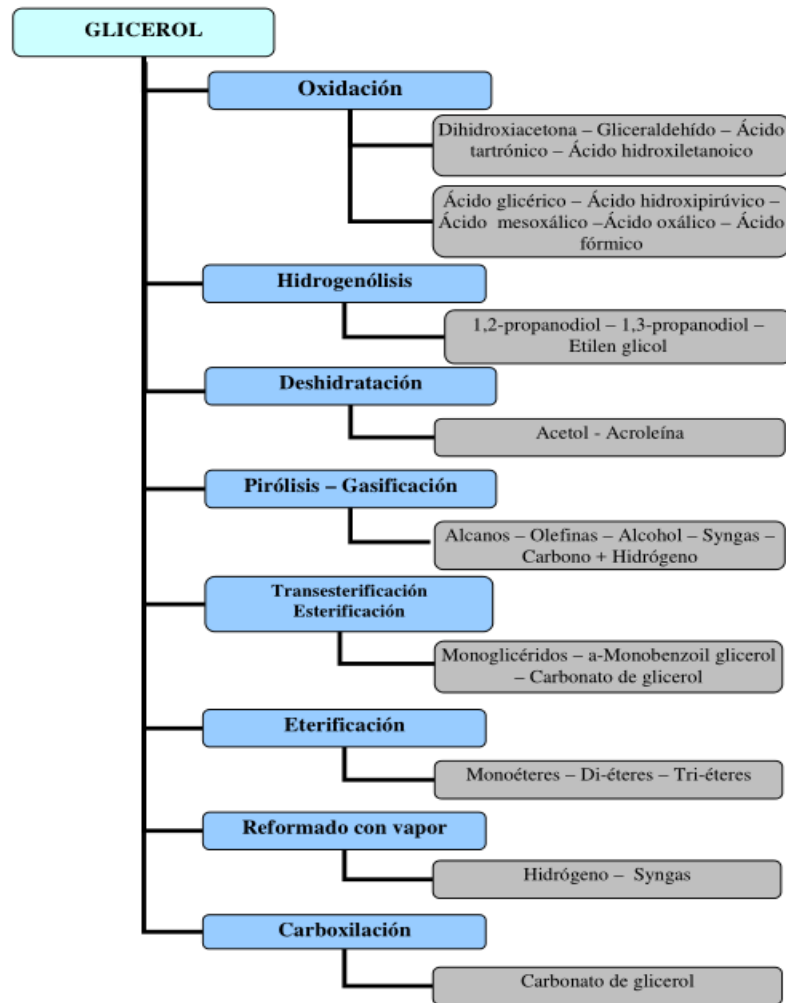 GLICEROL
Oxidación
Dihidroxiacetona – Gliceraldehído – Ácido
tartrónico – Ácido hidroxiletanoico
Ácido glicérico – Ácido hidroxipirúvico –
Ácido mesoxálico –Ácido oxálico – Ácido
fórmico
Hidrogenólisis
1,2-propanodiol – 1,3-propanodiol –
Etilen glicol
Deshidratación
Acetol - Acroleína
Pirólisis – Gasificación
Alcanos – Olefinas – Alcohol – Syngas –
Carbono + Hidrógeno
Transesterificación
Esterificación
Monoglicéridos – a-Monobenzoil glicerol
– Carbonato de glicerol
Eterificación
Monoéteres – Di-éteres – Tri-éteres
Reformado con vapor
Hidrógeno – Syngas
Carboxilación
Carbonato de glicerol